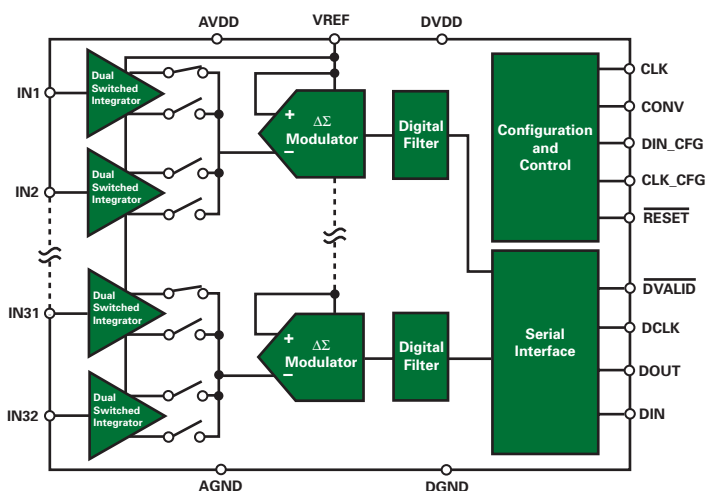 AVDD
VREF
DVDD
IN1
Dual
Switched
Integrator
IN2
Dual
Switched
Integrator
IN31
Dual
Switched
Integrator
IN32
Dual
Switched
Integrator
+
ΔΣ
Modulator
−
Digital
Filter
+
ΔΣ
Modulator
−
Digital
Filter
Configuration
and
Control
CLK
CONV
DIN_CFG
CLK_CFG
RESET
Serial
Interface
DVALID
DCLK
DOUT
DIN
AGND
DGND